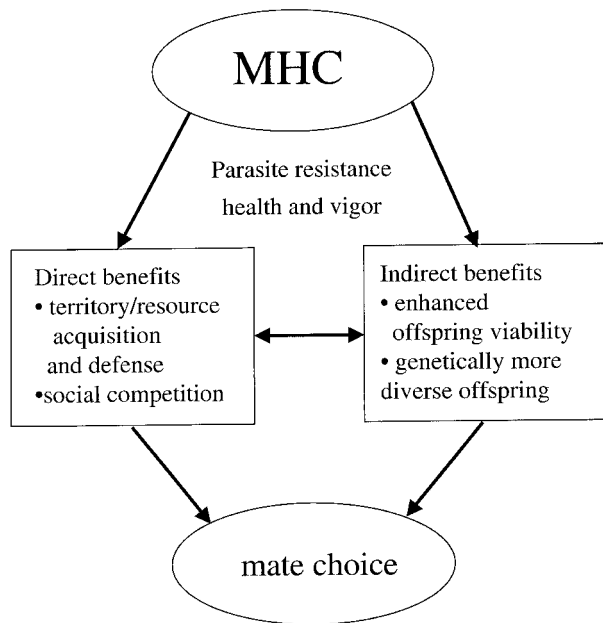 MHC
Parasite resistance
health and vigor
Direct benefits
• territory/resource
acquisition
and defense
•social competition
Indirect benefits
• enhanced
offspring viability
• genetically more
diverse offspring
mate choice